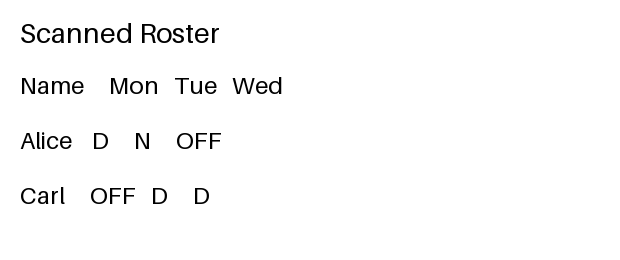 Scanned Roster
Name Mon Tue Wed
Alice D N OFF
Carl OFF D D